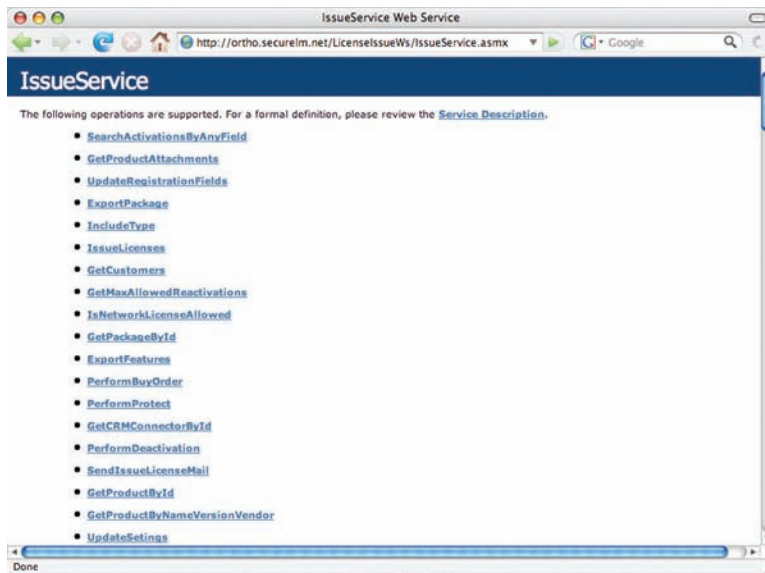 IssueService Web Service
http://ortho.securelm.net/LicenseIssueWs/IssueService.asmx
G Google
IssueService
The following operations are supported. For a formal definition, please review the Service Description.
SearchActivationsByAnyField
GetProductAttachments
UpdateRegistrationFields
ExportPackage
IncludeType
IssueLicenses
GetCustomers
GetMaxAllowedReactivations
IsNetworkLicenseAllowed
GetPackageById
ExportFeatures
PerformBuyOrder
PerformProtect
GetCRMConnectorById
PerformDeactivation
SendIssueLicenseMail
GetProductById
GetProductByNameVersionVendor
UpdateSetings
Done